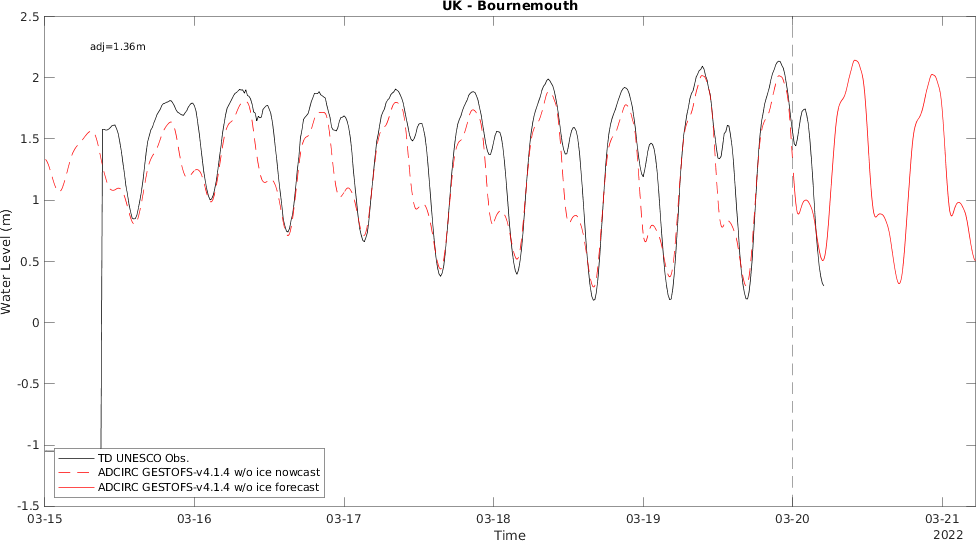 UK - Bournemouth
adj=1.36m
2.5
2
1.5
1
0.5
0
-0.5
-1
-1.5
Water Level (m)
TD UNESCO Obs.
ADCIRC GESTOFS-v4.1.4 w/o ice nowcast
ADCIRC GESTOFS-v4.1.4 w/o ice forecast
03-15 03-16 03-17 03-18 03-19 03-20 03-21
Time
2022